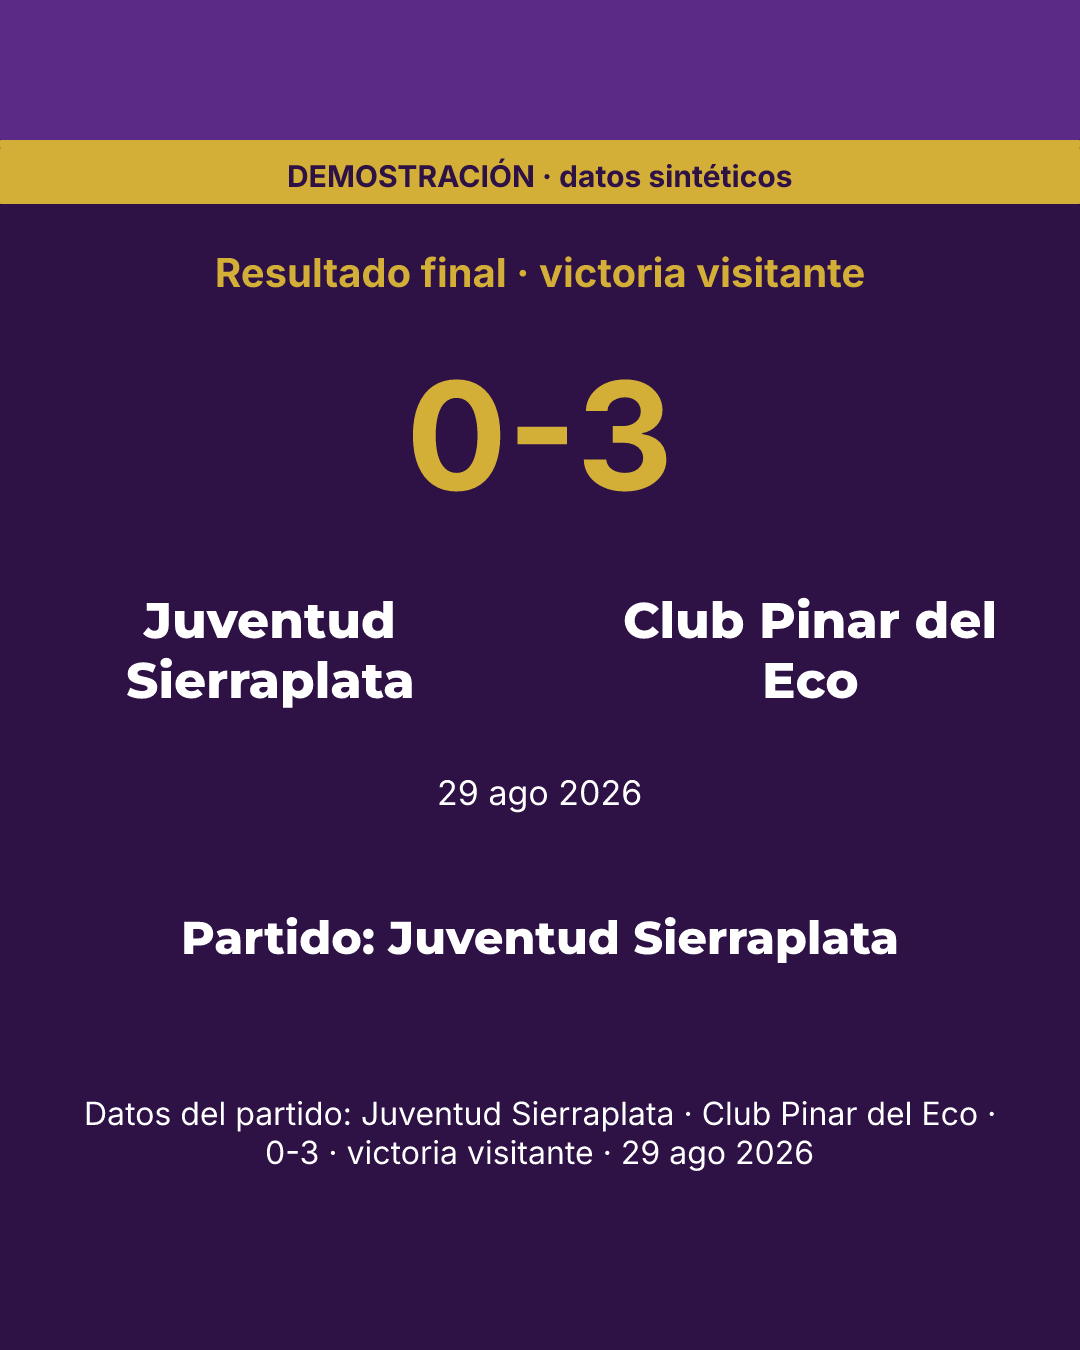 DEMOSTRACIÓN · datos sintéticos
Resultado final · victoria visitante
0-3
Juventud
Sierraplata
Club Pinar del
Eco
29 ago 2026
Partido: Juventud Sierraplata
Datos del partido: Juventud Sierraplata · Club Pinar del Eco ·
0-3 · victoria visitante · 29 ago 2026